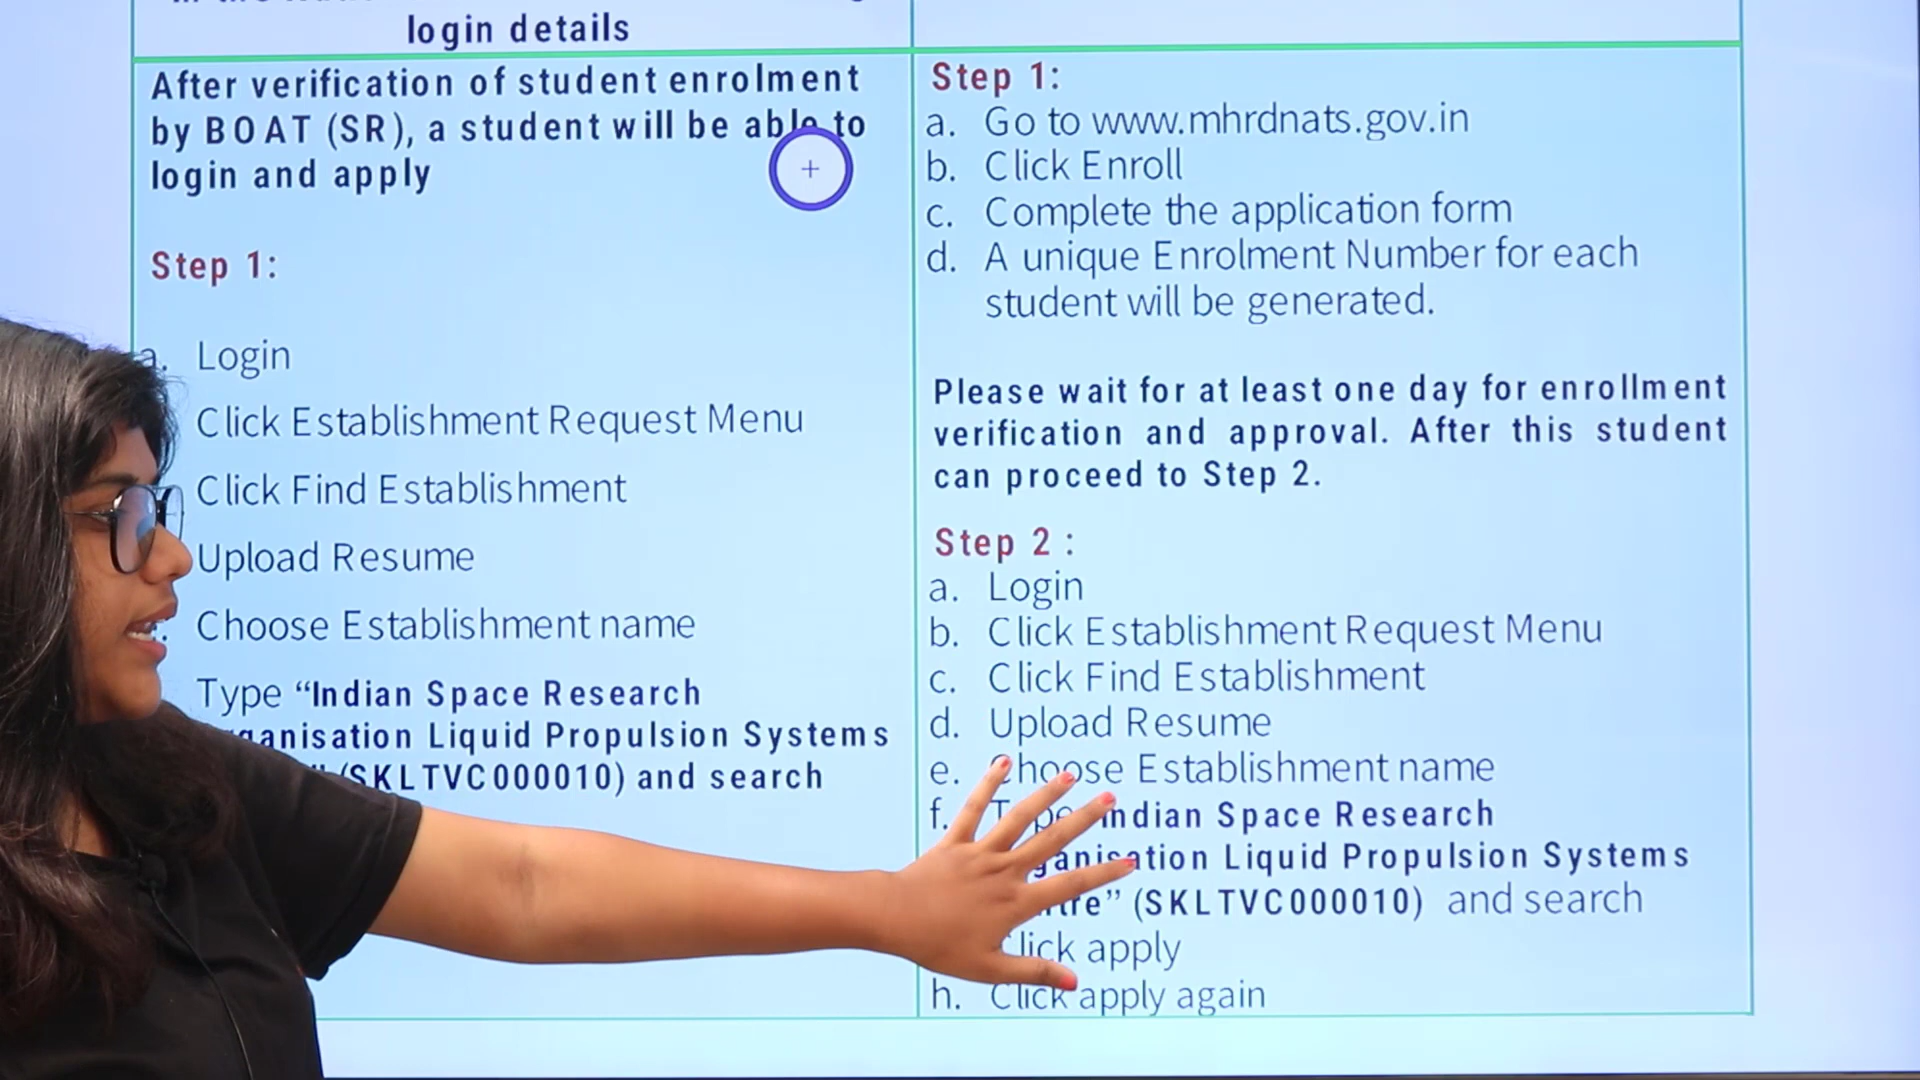 login details
After verification of student enrolment
by BOAT (SR), a student will be able to
login and apply
Step 1:
a. Login
Click Establishment Request Menu
Click Find Establishment
Upload Resume
Choose Establishment name
Type “Indian Space Research
anisation Liquid Propulsion Systems
(SKLTVC000010) and search
Step 1:
a. Go to www.mhrdnats.gov.in
b. Click Enroll
c. Complete the application form
d. A unique Enrolment Number for each
student will be generated.
Please wait for at least one day for enrollment
verification and approval. After this student
can proceed to Step 2.
Step 2 :
a. Login
b. Click Establishment Request Menu
c. Click Find Establishment
d. Upload Resume
e. Choose Establishment name
f. Type Indian Space Research
ganisation Liquid Propulsion Systems
tre” (SKLTVC000010) and search
Click apply
h. Click apply again